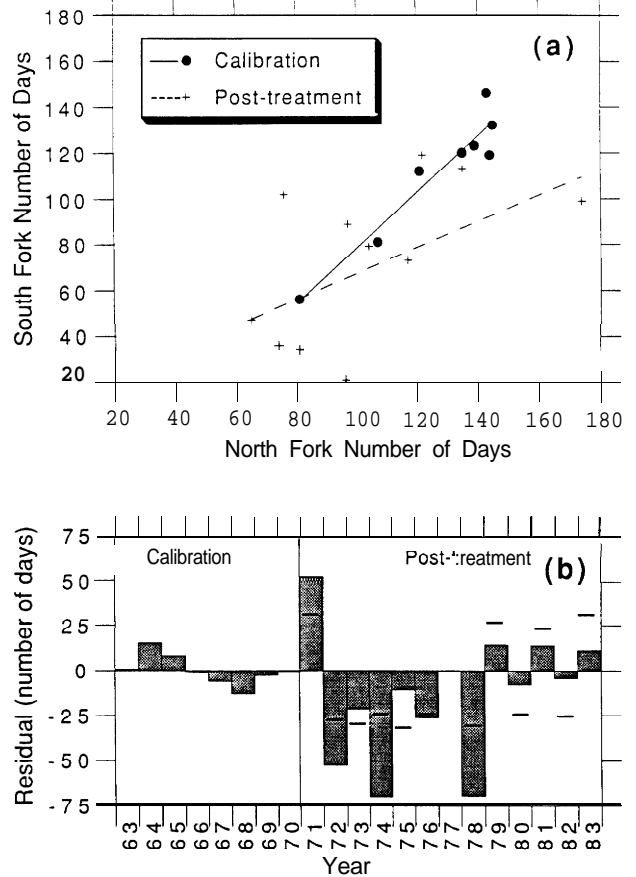 180
(a)
Calibration
160
Post-treatment
140
120
100
80
60
40
20
South Fork Number of Days
20 40 60 80 100 120 140 160 180
North Fork Number of Days
75
Calibration
Post-treatment
(b)
50
25
0
-25
-50
-75
Residual (number of days)
63 64 65 66 67 68 69 70 71 72 73 74 75 76 77 78 79 80 81 82 83
Year